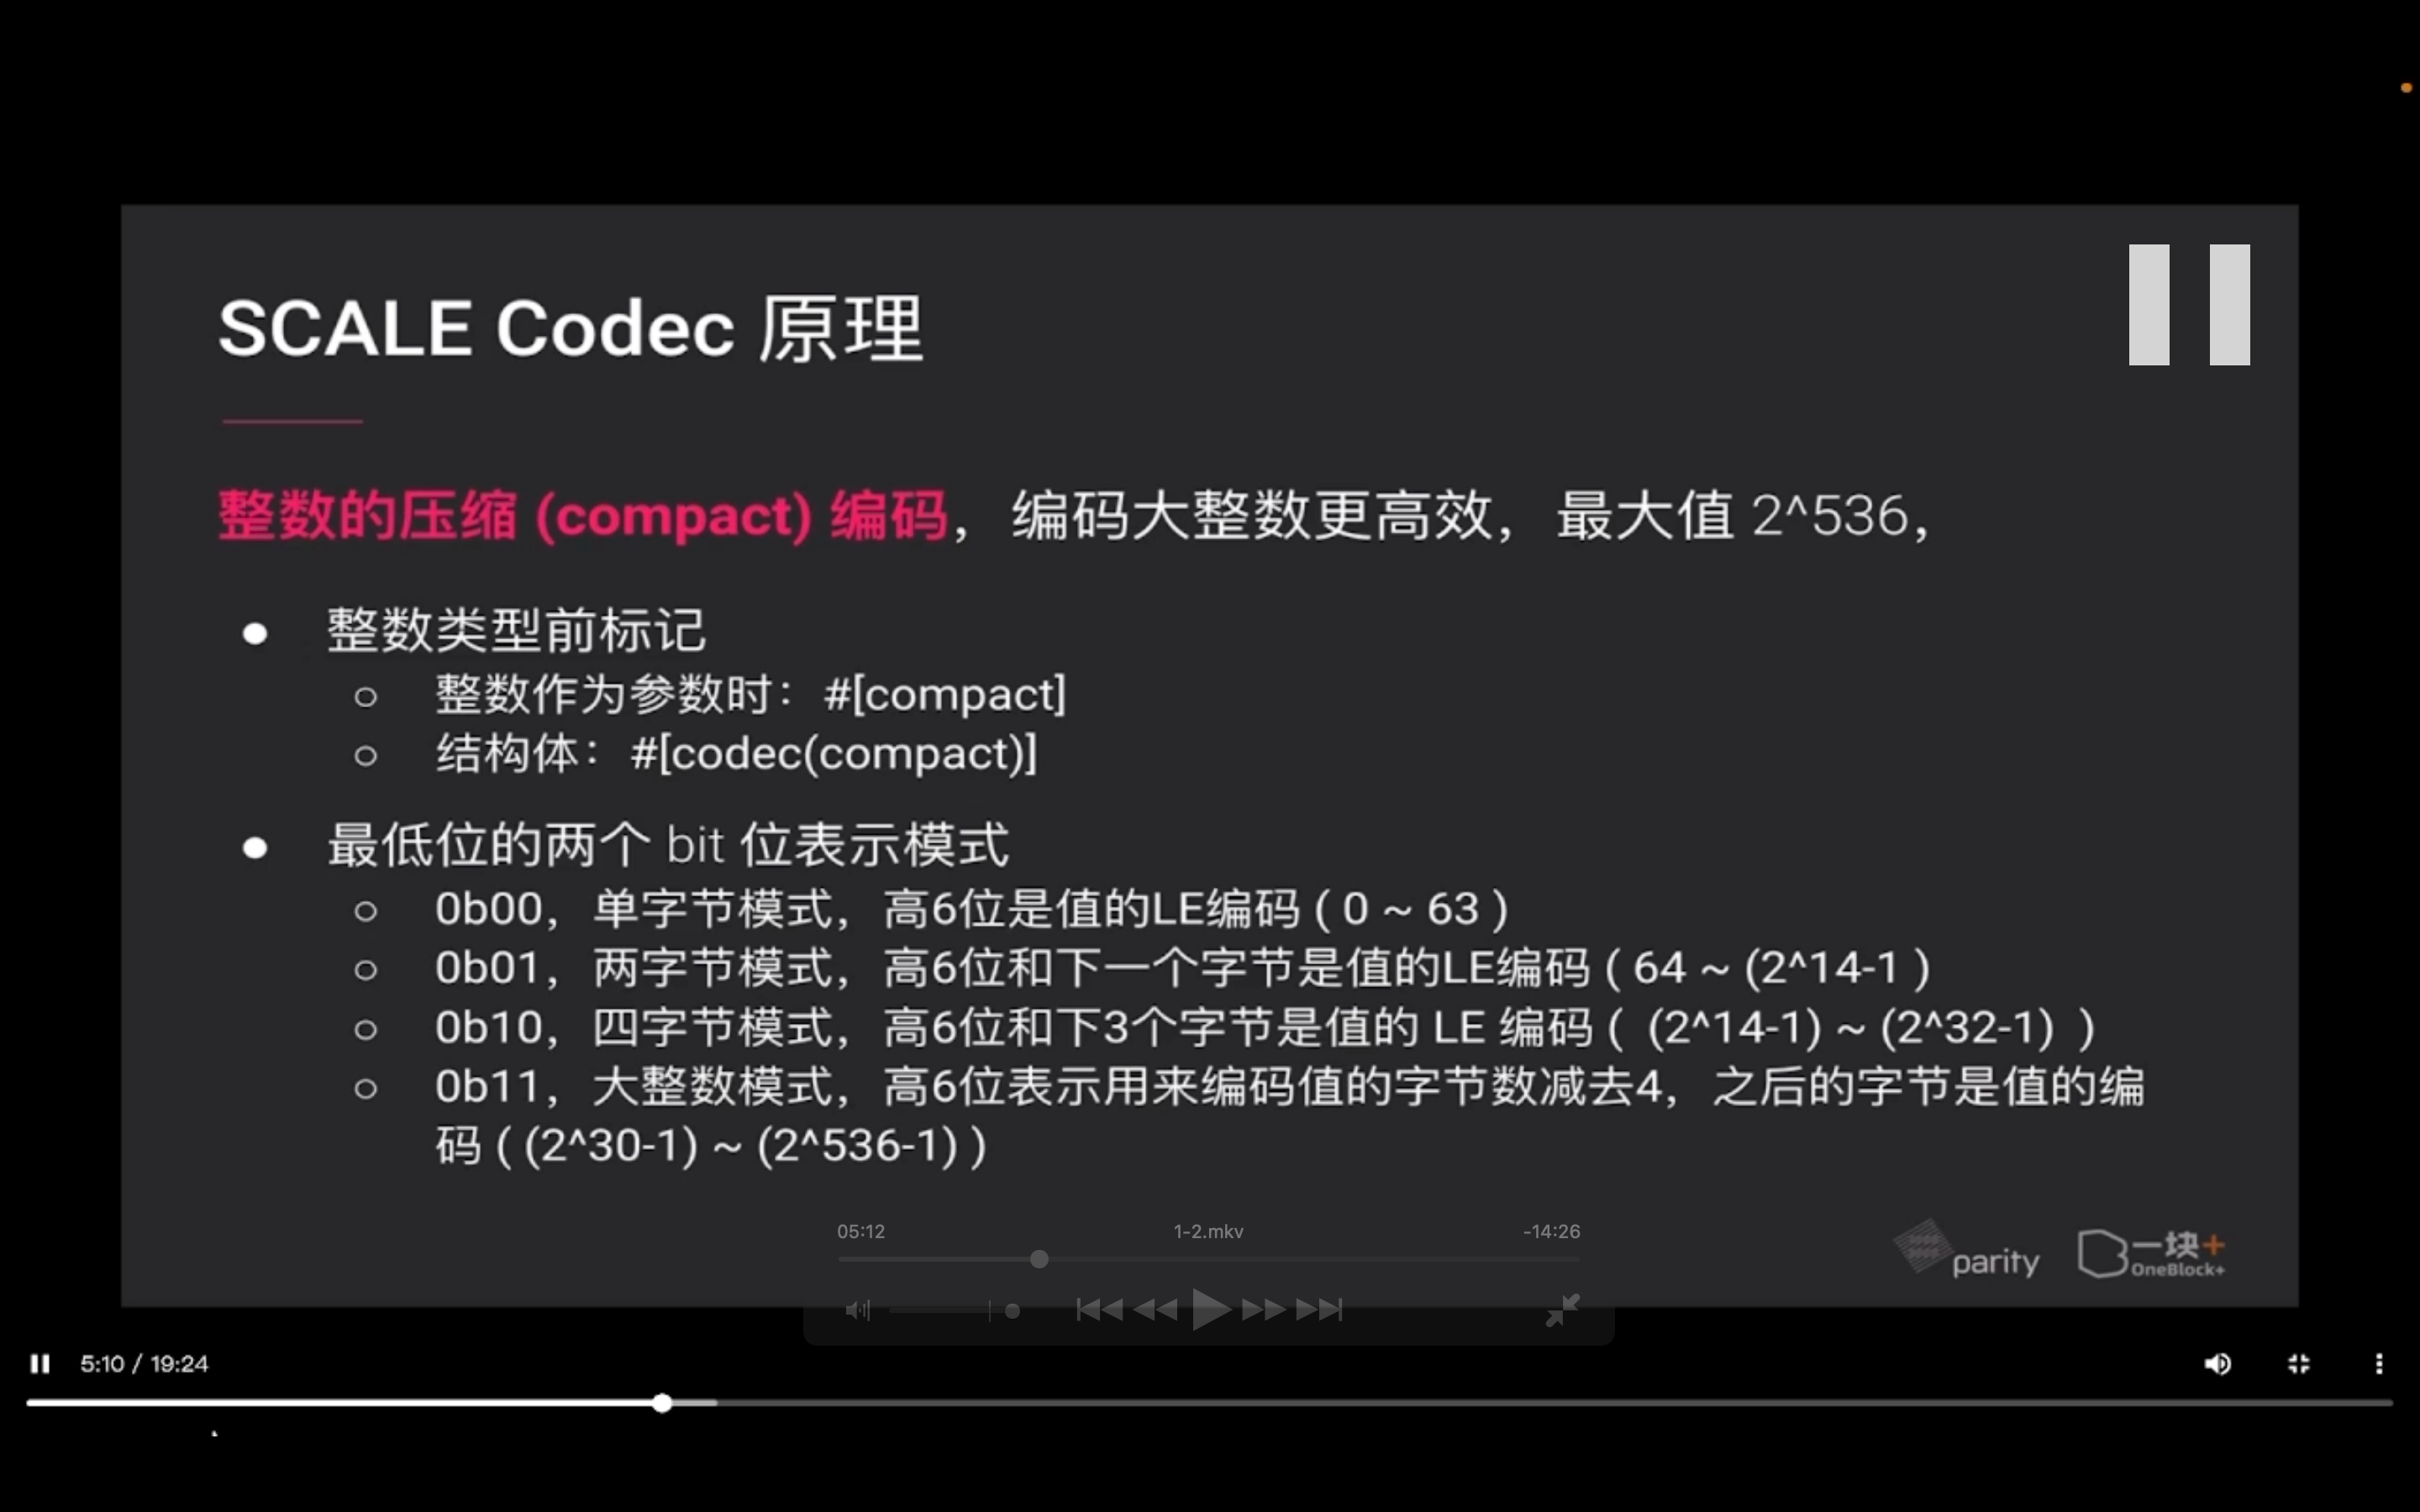 SCALE Codec 原理
整数的压缩 (compact) 编码，编码大整数更高效，最大值 2^536，
● 整数类型前标记
○ 整数作为参数时：#[compact]
○ 结构体：#[codec(compact)]
● 最低位的两个 bit 位表示模式
○ 0b00，单字节模式，高6位是值的LE编码 ( 0 ~ 63 )
○ 0b01，两字节模式，高6位和下一个字节是值的LE编码 ( 64 ~ (2^14-1 )
○ 0b10，四字节模式，高6位和下3个字节是值的 LE 编码 ( (2^14-1) ~ (2^32-1) )
○ 0b11，大整数模式，高6位表示用来编码值的字节数减去4，之后的字节是值的编
码 ( (2^30-1) ~ (2^536-1) )
05:12 1-2.mkv -14:26
parity 一块+
OneBlock+
5:10 / 19:24